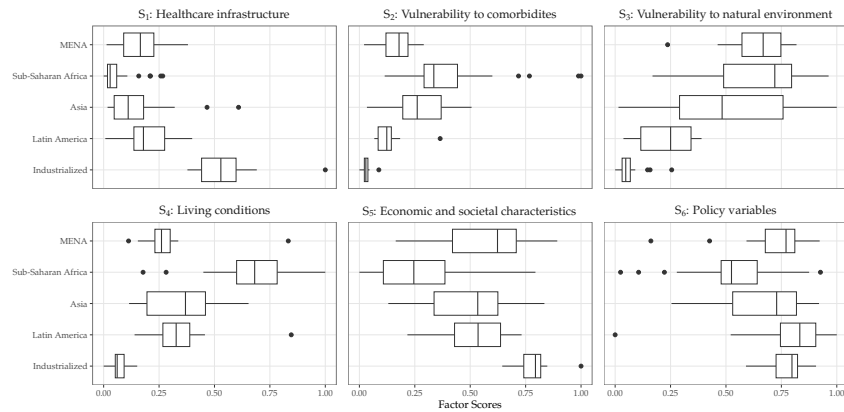 S₁: Healthcare infrastructure
S₂: Vulnerability to comorbidites
S₃: Vulnerability to natural environment
MENA
Sub-Saharan Africa
Asia
Latin America
Industrialized
S₄: Living conditions
S₅: Economic and societal characteristics
S₆: Policy variables
MENA
Sub-Saharan Africa
Asia
Latin America
Industrialized
0.00 0.25 0.50 0.75 1.00
0.00 0.25 0.50 0.75 1.00
0.00 0.25 0.50 0.75 1.00
Factor Scores